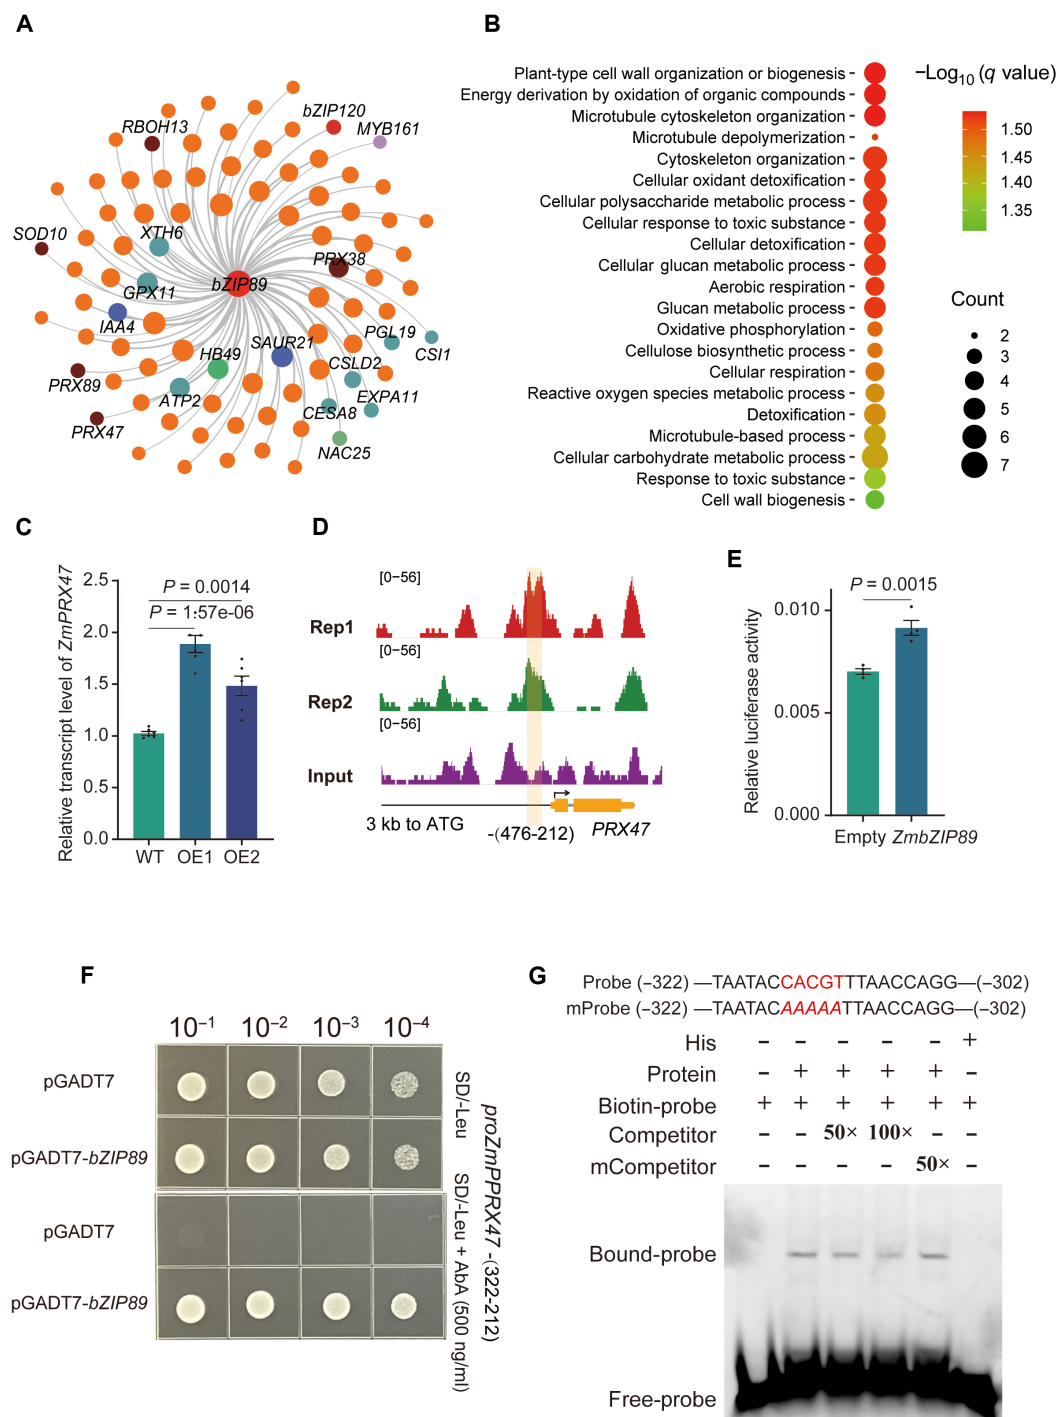 A
bZIP120
RBOH13
MYB161
SOD10
XTH6
PRX38
bZIP89
GPX11
IAA4
SAUR21
PGL19
CSI1
HB49
CSLD2
PRX89
ATP2
EXPA11
CESA8
PRX47
NAC25
B
Plant-type cell wall organization or biogenesis
Energy derivation by oxidation of organic compounds
Microtubule cytoskeleton organization
Microtubule depolymerization
Cytoskeleton organization
Cellular oxidant detoxification
Cellular polysaccharide metabolic process
Cellular response to toxic substance
Cellular detoxification
Cellular glucan metabolic process
Aerobic respiration
Glucan metabolic process
Oxidative phosphorylation
Cellulose biosynthetic process
Cellular respiration
Reactive oxygen species metabolic process
Detoxification
Microtubule-based process
Cellular carbohydrate metabolic process
Response to toxic substance
Cell wall biogenesis
−Log10 (q value)
1.50
1.45
1.40
1.35
Count
2
3
4
5
6
7
C
Relative transcript level of ZmPRX47
2.5
2.0
1.5
1.0
0.5
0.0
P = 0.0014
P = 1.57e-06
WT OE1 OE2
D
[0−56]
Rep1
[0−56]
Rep2
[0−56]
Input
3 kb to ATG
-(476-212)
PRX47
E
Relative luciferase activity
P = 0.0015
0.010
0.005
0.000
Empty ZmbZIP89
F
10−1 10−2 10−3 10−4
pGADT7
pGADT7-bZIP89
pGADT7
pGADT7-bZIP89
SD/-Leu
SD/-Leu + AbA (500 ng/ml)
proZmPPRX47 -(322-212)
G
Probe (−322) —TAATACCACGTTTAACCAGG—(−302)
mProbe (−322) —TAATACAAAAATTAACCAGG—(−302)
His − − − − − +
Protein − + + + + −
Biotin-probe + + + + + +
Competitor − − 50× 100× − −
mCompetitor − − − − 50× −
Bound-probe
Free-probe